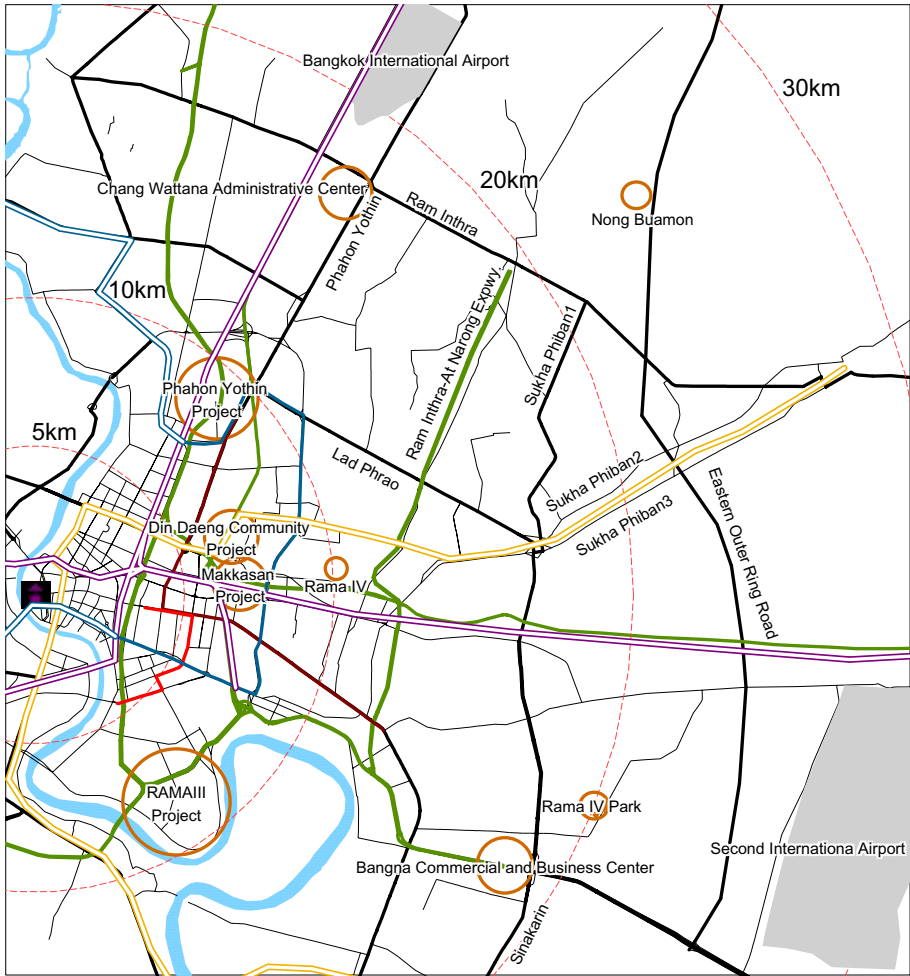 Bangkok International Airport
30km
20km
Chang Wattana Administrative Center
Ram Inthra
Nong Buamon
Phahon Yothin
10km
Ram Inthra-At Narong Expwy.
Sukha Phiban1
Phahon Yothin
Project
5km
Lad Phrao
Sukha Phiban2
Sukha Phiban3
Eastern Outer Ring Road
Din Daeng Community
Project
Makkasan
Project
Rama IV
RAMAIII
Project
Rama IV Park
Second Internationa Airport
Bangna Commercial and Business Center
Sinakarin